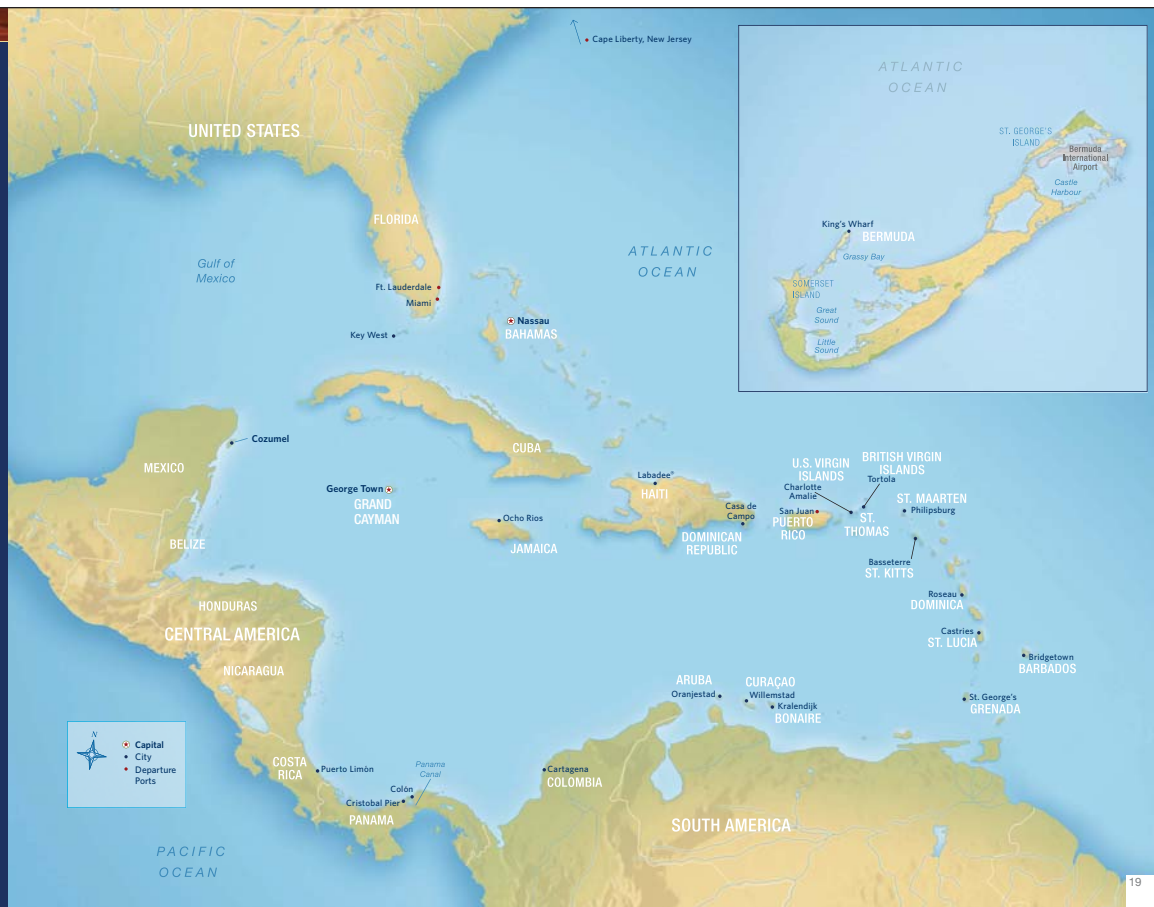 Cape Liberty, New Jersey
UNITED STATES
FLORIDA
Gulf of
Mexico
ATLANTIC
OCEAN
Ft. Lauderdale
Miami
Key West
Nassau
BAHAMAS
ATLANTIC
OCEAN
ST. GEORGE'S
ISLAND
Bermuda
International
Airport
Castle
Harbour
King's Wharf
BERMUDA
Grassy Bay
SOMERSET
ISLAND
Great
Sound
Little
Sound
Cozumel
MEXICO
CUBA
George Town
GRAND
CAYMAN
Ocho Rios
JAMAICA
Labadee®
HAITI
Casa de
Campo
DOMINICAN
REPUBLIC
San Juan
PUERTO
RICO
U.S. VIRGIN
ISLANDS
Charlotte
Amalie
ST.
THOMAS
BRITISH VIRGIN
ISLANDS
Tortola
ST. MAARTEN
Philipsburg
Basseterre
ST. KITTS
Roseau
DOMINICA
Castries
ST. LUCIA
Bridgetown
BARBADOS
St. George's
GRENADA
ARUBA
Oranjestad
CURAÇAO
Willemstad
Kralendijk
BONAIRE
BELIZE
HONDURAS
CENTRAL AMERICA
NICARAGUA
COSTA
RICA
Puerto Limón
Panama
Canal
Colón
Cristobal Pier
PANAMA
Cartagena
COLOMBIA
SOUTH AMERICA
N
Capital
City
Departure
Ports
PACIFIC
OCEAN
19